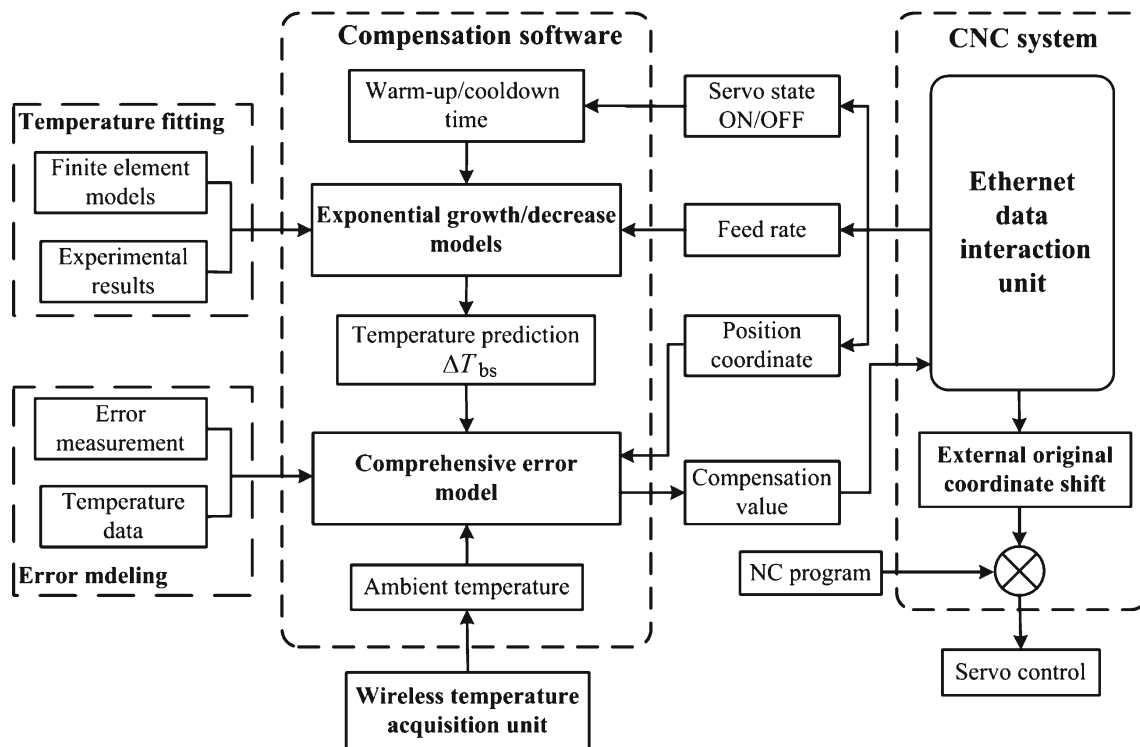 Compensation software
CNC system
Warm-up/cooldown
time
Servo state
ON/OFF
Temperature fitting
Finite element
models
Experimental
results
Exponential growth/decrease
models
Feed rate
Ethernet
data
interaction
unit
Temperature prediction
ΔT bs
Position
coordinate
Error
measurement
Temperature
data
Error mdeling
Comprehensive error
model
Compensation
value
External original
coordinate shift
NC program
Ambient temperature
Servo control
Wireless temperature
acquisition unit